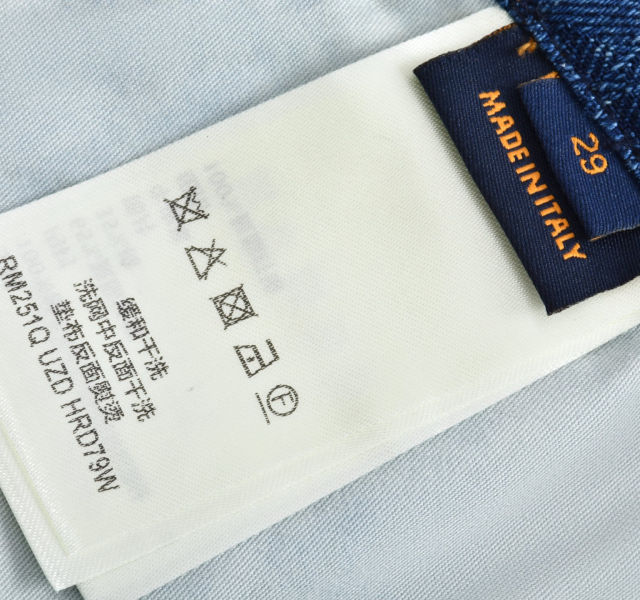 MADE IN ITALY
29
缓和干洗
洗网中反面干洗
垫布反面熨烫
RM251Q UZD HRD79W